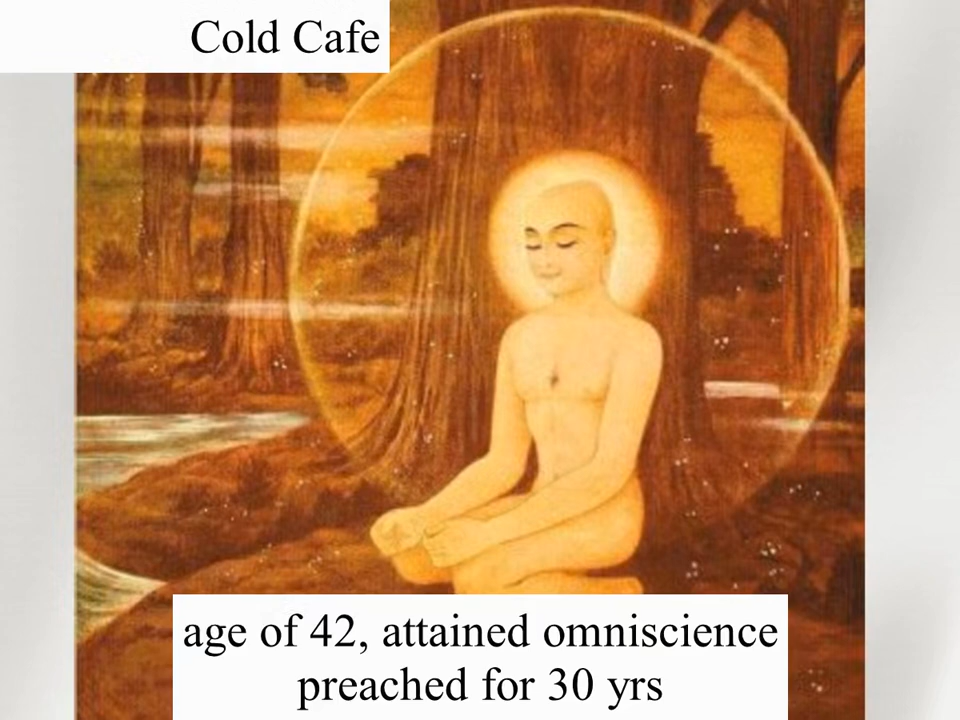 Cold Cafe
age of 42, attained omniscience
preached for 30 yrs